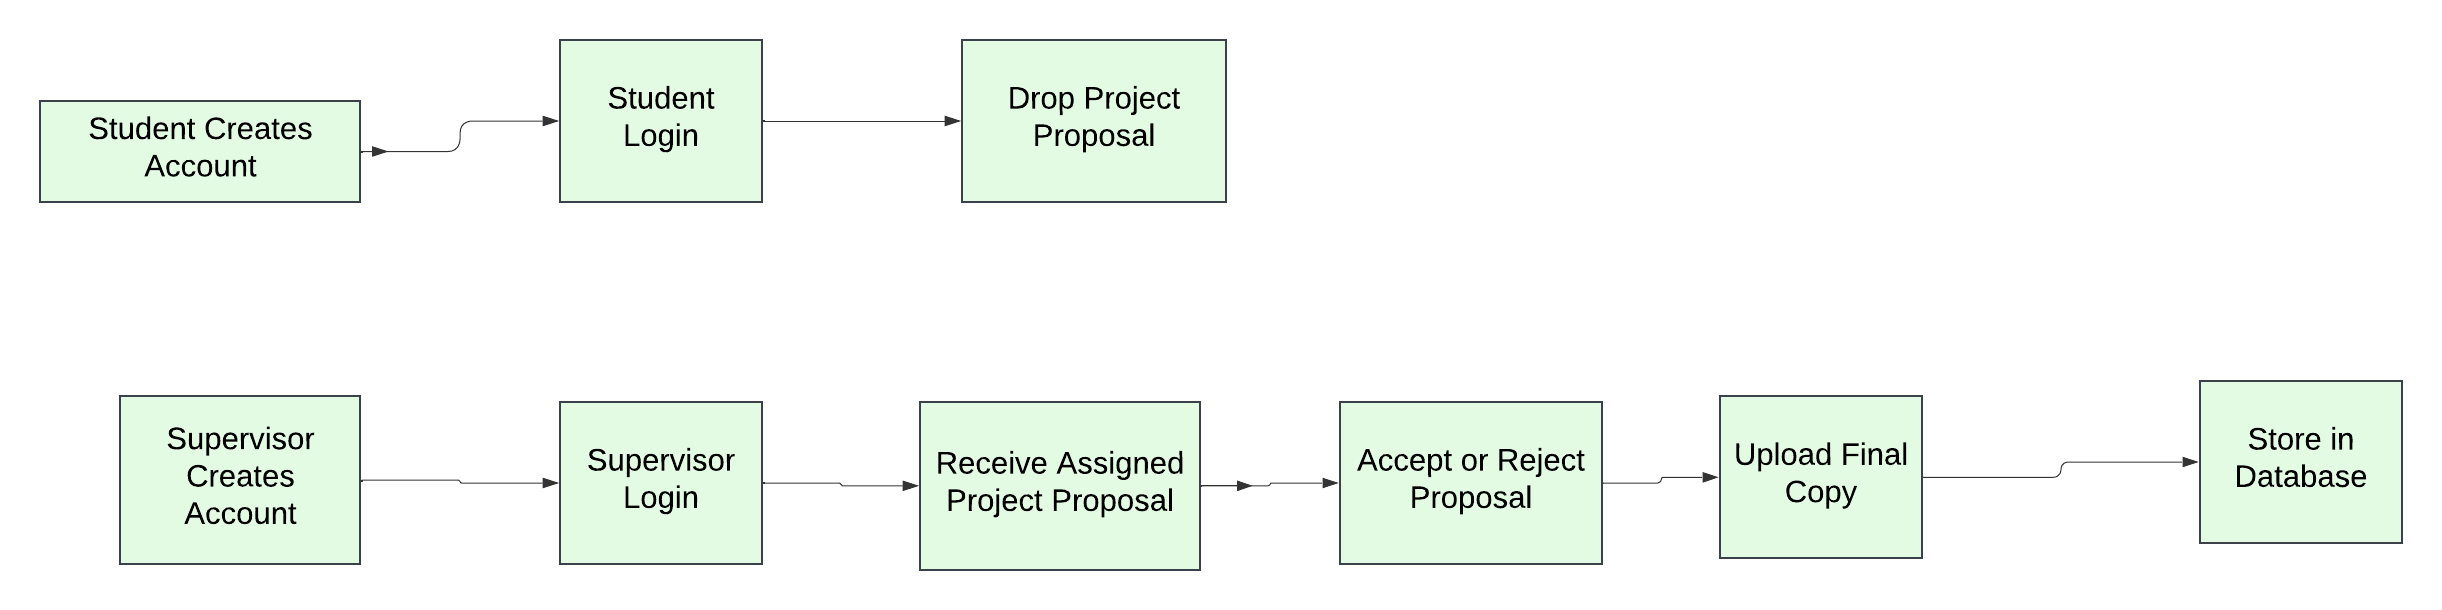 Student Creates
Account
Student
Login
Drop Project
Proposal
Supervisor
Creates
Account
Supervisor
Login
Receive Assigned
Project Proposal
Accept or Reject
Proposal
Upload Final
Copy
Store in
Database